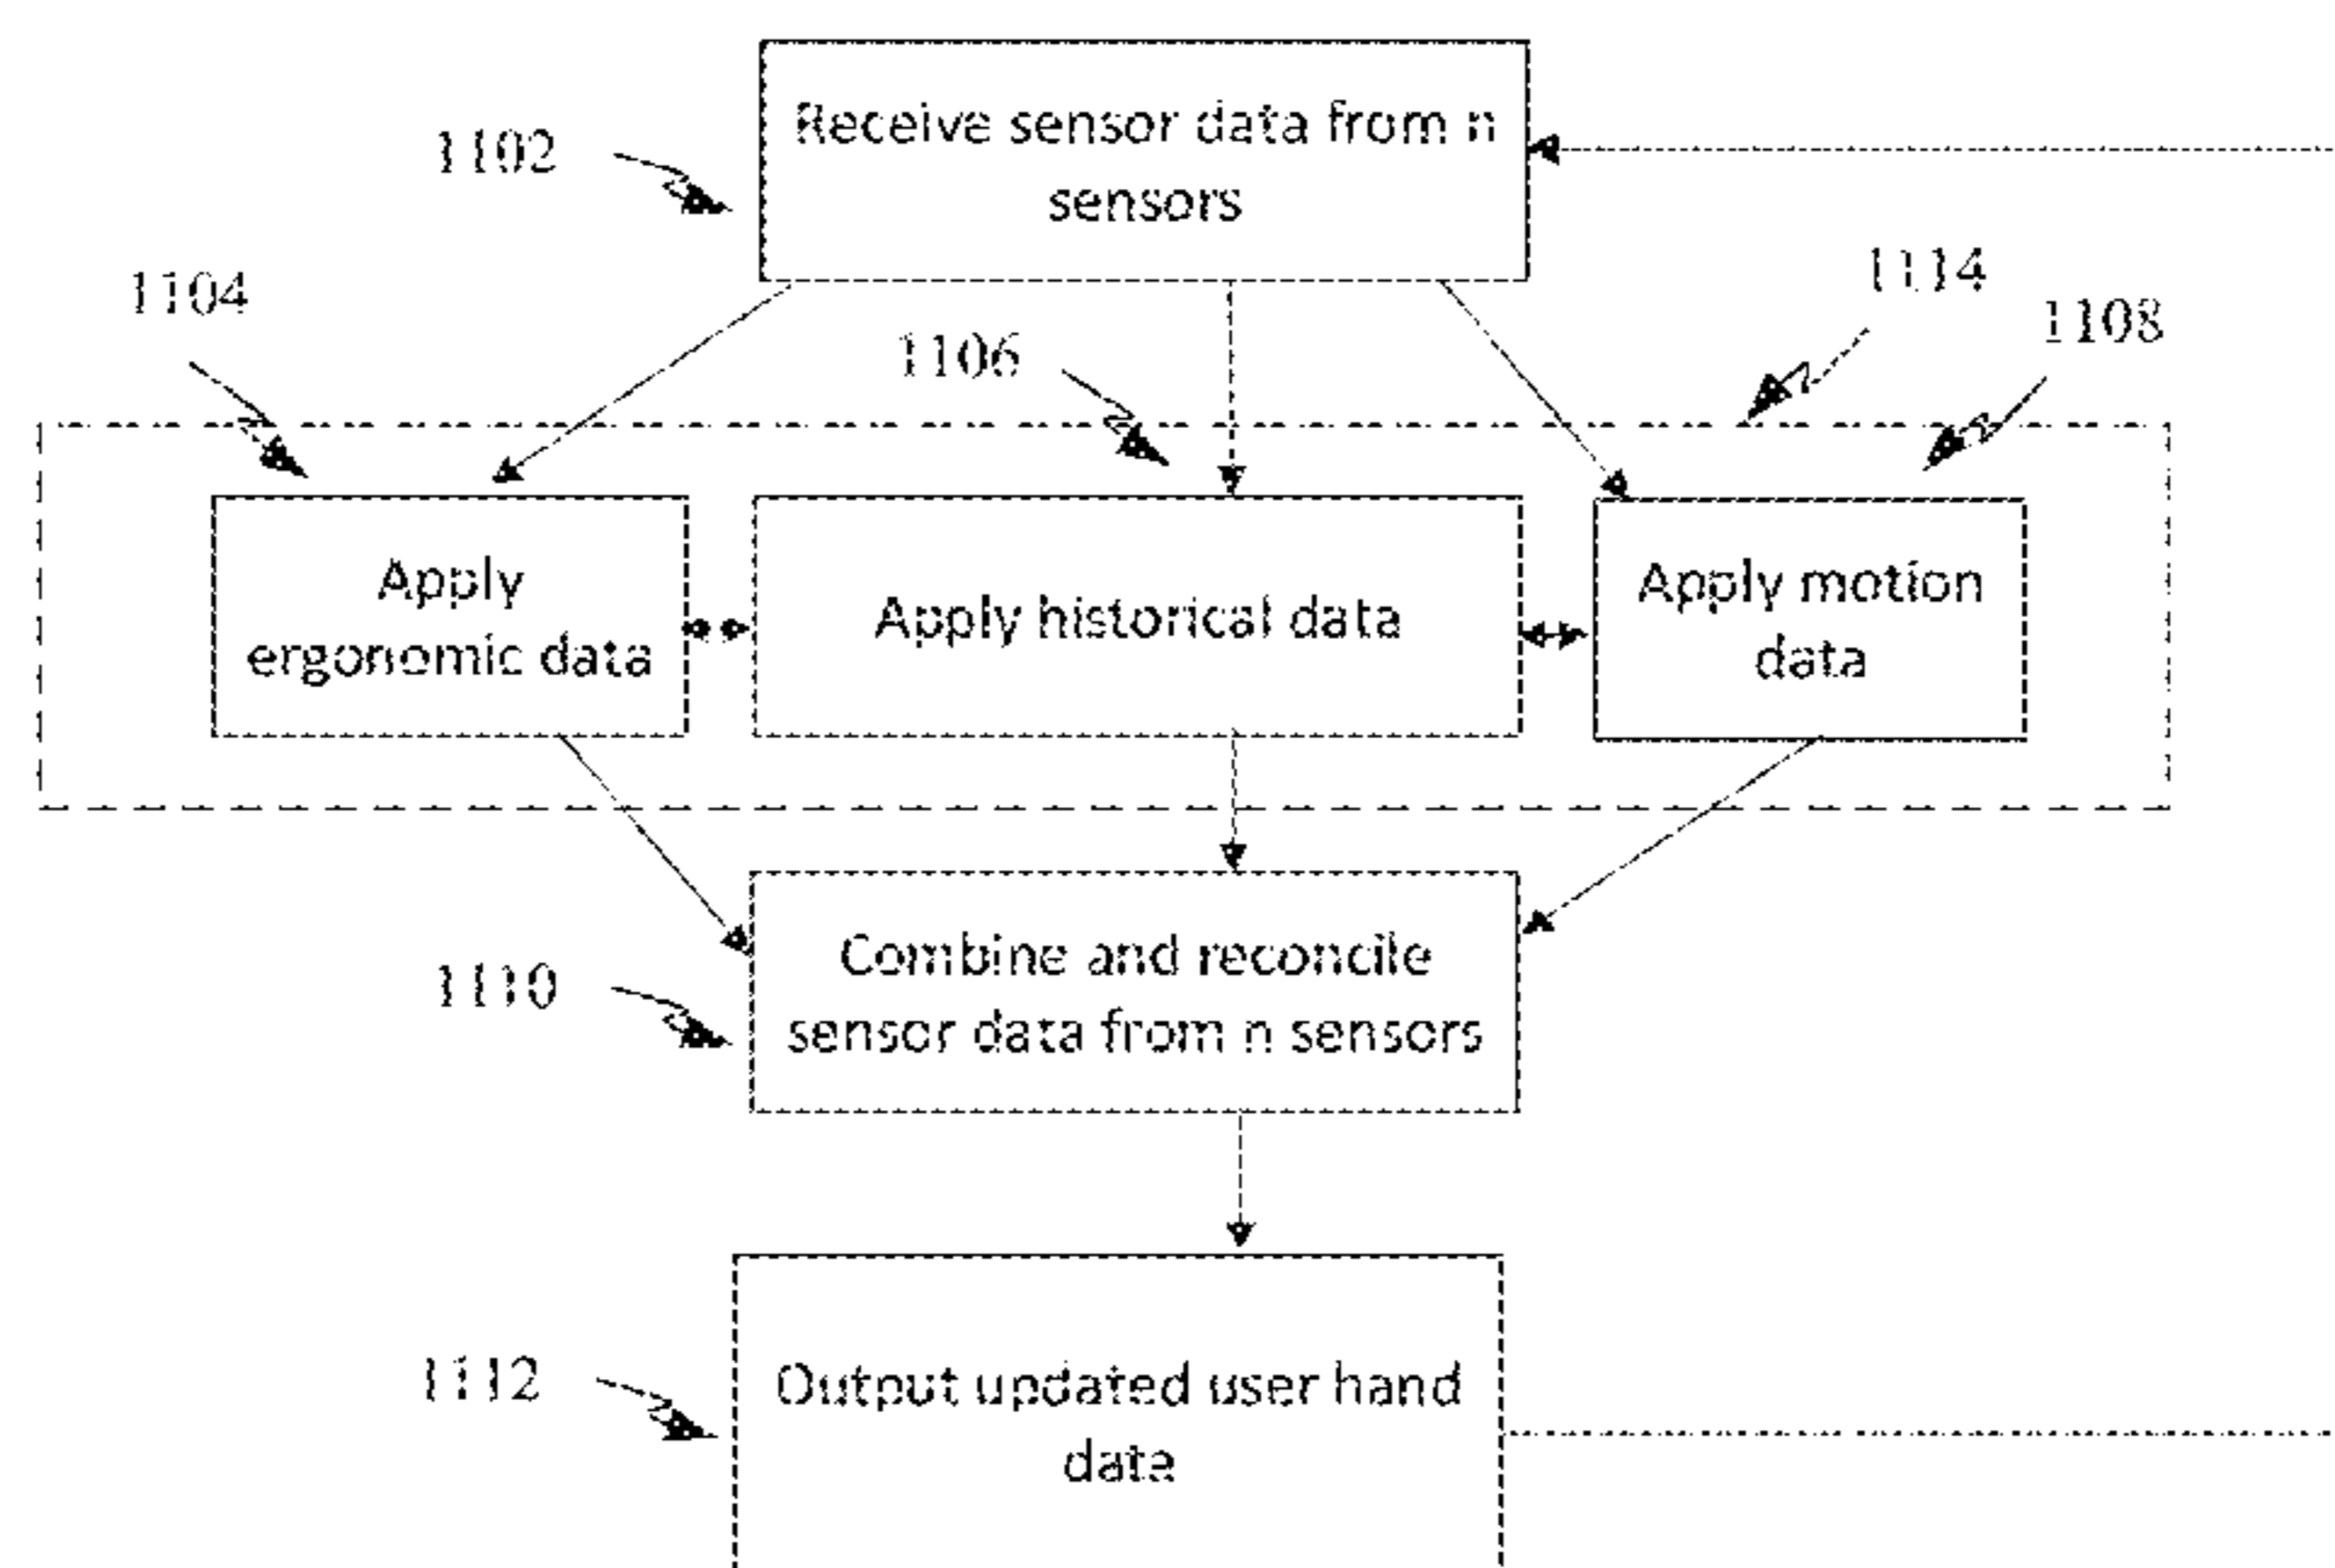 Receive sensor data from n
sensors
1102
1104
1106
1114
1108
Apply
ergonomic data
Apply historical data
Apply motion
data
1110
Combine and reconcile
sensor data from n sensors
1112
Output updated user hand
data